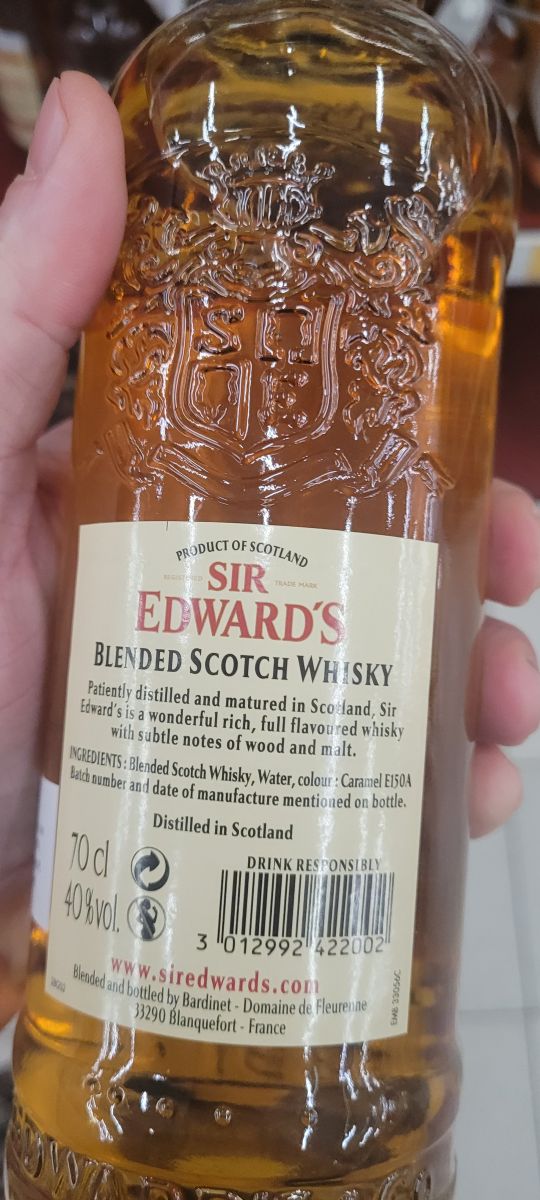 S
E
PRODUCT OF SCOTLAND
REGISTERED TRADE MARK
SIR
EDWARD'S
BLENDED SCOTCH WHISKY
Patiently distilled and matured in Scotland, Sir
Edward's is a wonderful rich, full flavoured whisky
with subtle notes of wood and malt.
INGREDIENTS : Blended Scotch Whisky, Water, colour : Caramel E150A
Batch number and date of manufacture mentioned on bottle.
Distilled in Scotland
70 cl
40%vol.
DRINK RESPONSIBLY
3 012992 422002
www.siredwards.com
Blended and bottled by Bardinet - Domaine de Fleurenne
33290 Blanquefort - France
EMB 33056C